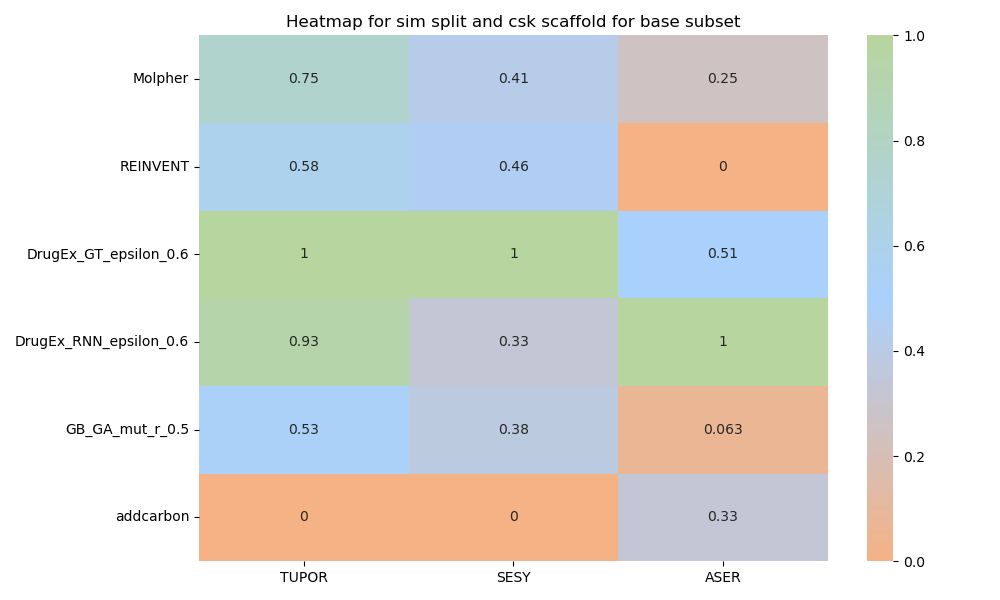 Heatmap for sim split and csk scaffold for base subset
Molpher 0.75 0.41 0.25
REINVENT 0.58 0.46 0
DrugEx_GT_epsilon_0.6 1 1 0.51
DrugEx_RNN_epsilon_0.6 0.93 0.33 1
GB_GA_mut_r_0.5 0.53 0.38 0.063
addcarbon 0 0 0.33
TUPOR SESY ASER
1.0
0.8
0.6
0.4
0.2
0.0